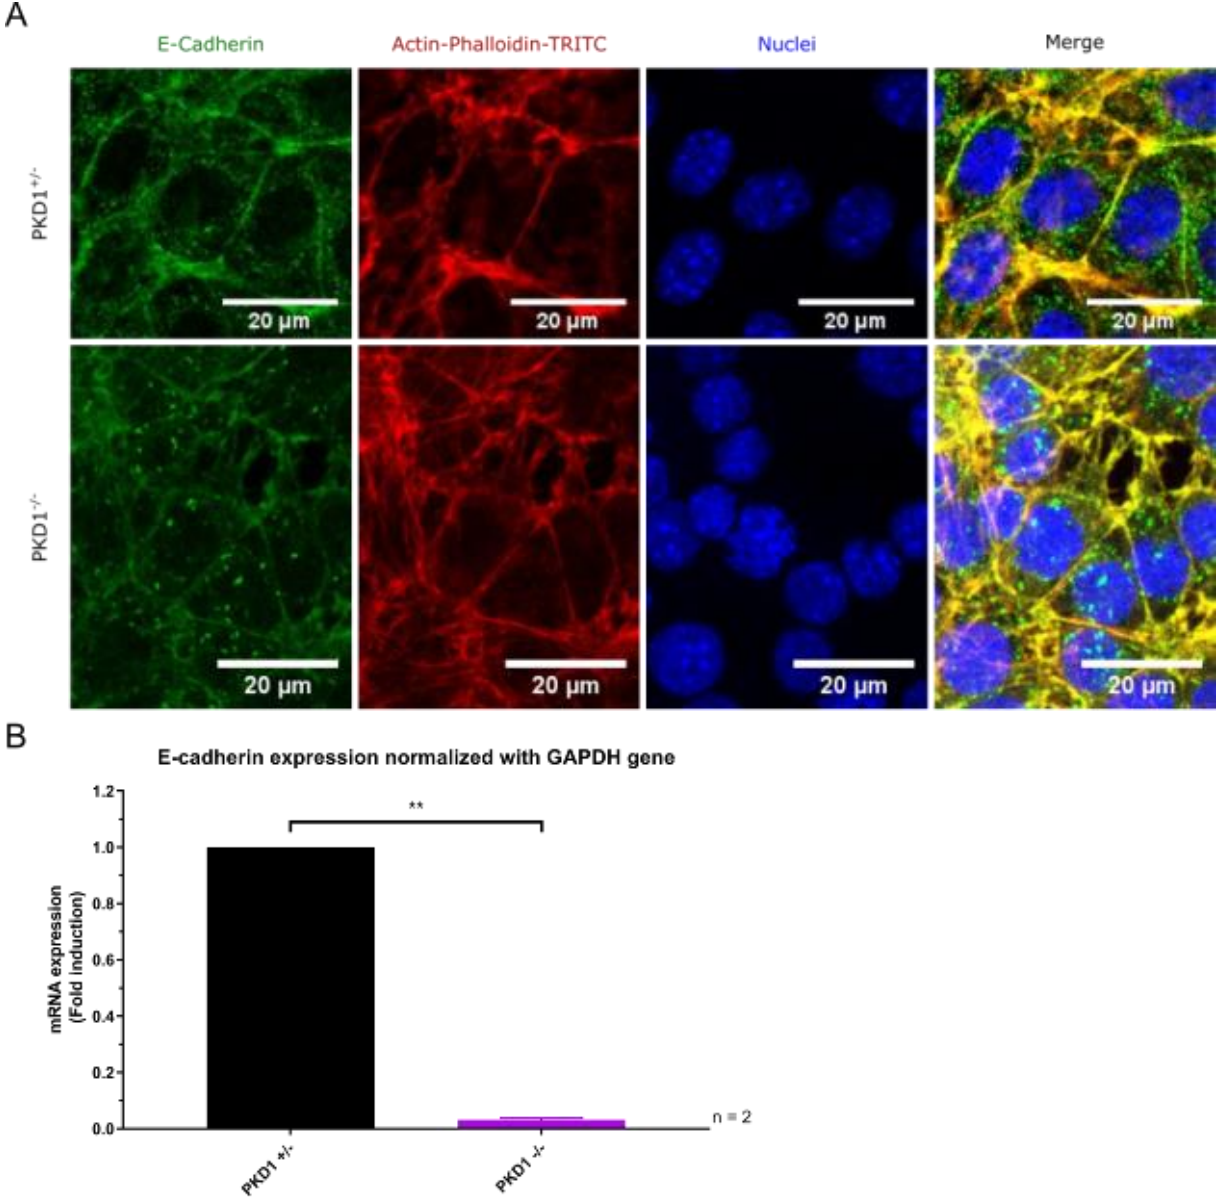 A
E-Cadherin Actin-Phalloidin-TRITC Nuclei Merge
PKD1+/-
20 µm 20 µm 20 µm 20 µm
PKD1-/-
20 µm 20 µm 20 µm 20 µm
B
E-cadherin expression normalized with GAPDH gene
mRNA expression
(Fold induction)
1.2
1.0
0.8
0.6
0.4
0.2
0.0
**
n = 2
PKD1 +/- PKD1 -/-